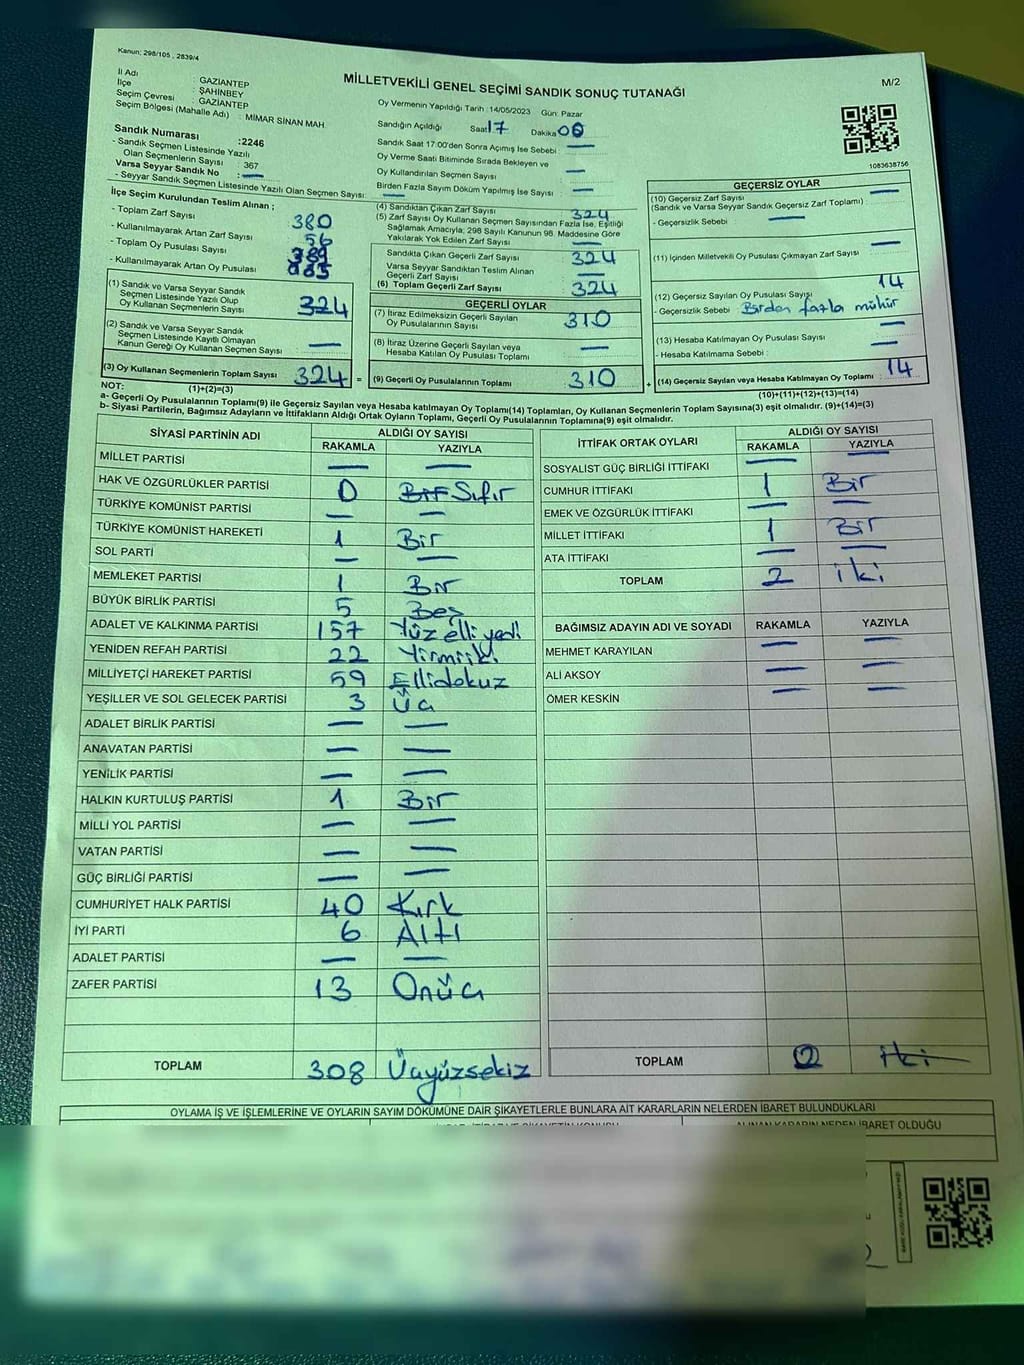 Kanun: 298/105 , 2839/4
MİLLETVEKİLİ GENEL SEÇİMİ SANDIK SONUÇ TUTANAĞI
M/2
İl Adı : GAZİANTEP
İlçe : ŞAHİNBEY
Seçim Çevresi : GAZİANTEP
Seçim Bölgesi (Mahalle Adı) : MİMAR SİNAN MAH.
Sandık Numarası :2246
- Sandık Seçmen Listesinde Yazılı
Olan Seçmenlerin Sayısı : 367
Varsa Seyyar Sandık No : —
- Seyyar Sandık Seçmen Listesinde Yazılı Olan Seçmen Sayısı: —
Oy Vermenin Yapıldığı Tarih :14/05/2023 Gün: Pazar
Sandığın Açıldığı Saat 17 Dakika 00
Sandık Saat 17:00'den Sonra Açımış İse Sebebi : —
Oy Verme Saati Bitiminde Sırada Bekleyen ve
Oy Kullandırılan Seçmen Sayısı —
Birden Fazla Sayım Döküm Yapılmış İse Sayısı —
1083638756
İlçe Seçim Kurulundan Teslim Alınan ;
- Toplam Zarf Sayısı 380
- Kullanılmayarak Artan Zarf Sayısı 56
- Toplam Oy Pusulası Sayısı
- Kullanılmayarak Artan Oy Pusulası
(1) Sandık ve Varsa Seyyar Sandık
Seçmen Listesinde Yazılı Olup
Oy Kullanan Seçmenlerin Sayısı 324
(2) Sandık ve Varsa Seyyar Sandık
Seçmen Listesinde Kayıtlı Olmayan
Kanun Gereği Oy Kullanan Seçmen Sayısı —
(3) Oy Kullanan Seçmenlerin Toplam Sayısı 324 =
(4) Sandıktan Çıkan Zarf Sayısı 324
(5) Zarf Sayısı Oy Kullanan Seçmen Sayısından Fazla İse, Eşitliği
Sağlamak Amacıyla, 298 Sayılı Kanunun 98. Maddesine Göre
Yakılarak Yok Edilen Zarf Sayısı —
Sandıkta Çıkan Geçerli Zarf Sayısı 324
Varsa Seyyar Sandıktan Teslim Alınan
Geçerli Zarf Sayısı —
(6) Toplam Geçerli Zarf Sayısı 324
GEÇERLİ OYLAR
(7) İtiraz Edilmeksizin Geçerli Sayılan
Oy Pusulalarının Sayısı 310
(8) İtiraz Üzerine Geçerli Sayılan veya
Hesaba Katılan Oy Pusulası Toplamı —
(9) Geçerli Oy Pusulalarının Toplamı 310 +
GEÇERSİZ OYLAR
(10) Geçersiz Zarf Sayısı —
(Sandık ve Varsa Seyyar Sandık Geçersiz Zarf Toplamı)
- Geçersizlik Sebebi : —
(11) İçinden Milletvekili Oy Pusulası Çıkmayan Zarf Sayısı —
(12) Geçersiz Sayılan Oy Pusulası Sayısı 14
- Geçersizlik Sebebi : Birden fazla mühür
(13) Hesaba Katılmayan Oy Pusulası Sayısı —
- Hesaba Katılmama Sebebi : —
(14) Geçersiz Sayılan veya Hesaba Katılmayan Oy Toplamı 14
NOT: (1)+(2)=(3)
(10)+(11)+(12)+(13)=(14)
a- Geçerli Oy Pusulalarının Toplamı(9) ile Geçersiz Sayılan veya Hesaba katılmayan Oy Toplamı(14) Toplamları, Oy Kullanan Seçmenlerin Toplam Sayısına(3) eşit olmalıdır. (9)+(14)=(3)
b- Siyasi Partilerin, Bağımsız Adayların ve İttifakların Aldığı Ortak Oyların Toplamı, Geçerli Oy Pusulalarının Toplamına(9) eşit olmalıdır.
SİYASİ PARTİNİN ADI ALDIĞI OY SAYISI
RAKAMLA YAZIYLA
MİLLET PARTİSİ — —
HAK VE ÖZGÜRLÜKLER PARTİSİ 0 Bir Sıfır
TÜRKİYE KOMÜNİST PARTİSİ — —
TÜRKİYE KOMÜNİST HAREKETİ 1 Bir
SOL PARTİ — —
MEMLEKET PARTİSİ 1 Bir
BÜYÜK BİRLİK PARTİSİ 5 Beş
ADALET VE KALKINMA PARTİSİ 157 Yüz elli yedi
YENİDEN REFAH PARTİSİ 22 Yirmiiki
MİLLİYETÇİ HAREKET PARTİSİ 59 Ellidokuz
YEŞİLLER VE SOL GELECEK PARTİSİ 3 Üç
ADALET BİRLİK PARTİSİ — —
ANAVATAN PARTİSİ — —
YENİLİK PARTİSİ — —
HALKIN KURTULUŞ PARTİSİ 1 Bir
MİLLİ YOL PARTİSİ — —
VATAN PARTİSİ — —
GÜÇ BİRLİĞİ PARTİSİ — —
CUMHURİYET HALK PARTİSİ 40 Kırk
İYİ PARTİ 6 Altı
ADALET PARTİSİ — —
ZAFER PARTİSİ 13 Onüç
TOPLAM 308 Üçyüzsekiz
İTTİFAK ORTAK OYLARI ALDIĞI OY SAYISI
RAKAMLA YAZIYLA
SOSYALİST GÜÇ BİRLİĞİ İTTİFAKI — —
CUMHUR İTTİFAKI 1 Bir
EMEK VE ÖZGÜRLÜK İTTİFAKI — —
MİLLET İTTİFAKI 1 Bir
ATA İTTİFAKI — —
TOPLAM 2 iki
BAĞIMSIZ ADAYIN ADI VE SOYADI RAKAMLA YAZIYLA
MEHMET KARAYILAN — —
ALİ AKSOY — —
ÖMER KESKİN — —
TOPLAM iki
OYLAMA İŞ VE İŞLEMLERİNE VE OYLARIN SAYIM DÖKÜMÜNE DAİR ŞİKAYETLERLE BUNLARA AİT KARARLARIN NELERDEN İBARET BULUNDUKLARI
ALINAN KARARIN NEDEN İBARET OLDUĞU